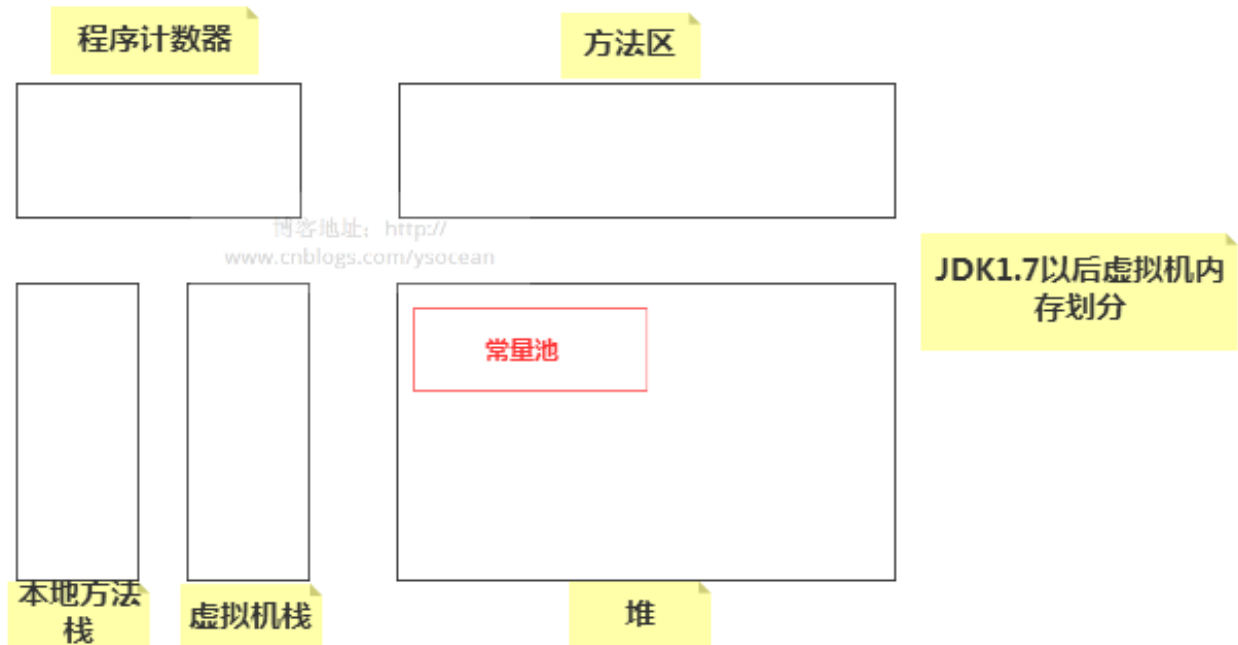 程序计数器
方法区
博客地址：http://
www.cnblogs.com/ysocean
JDK1.7以后虚拟机内
存划分
常量池
本地方法
栈
虚拟机栈
堆